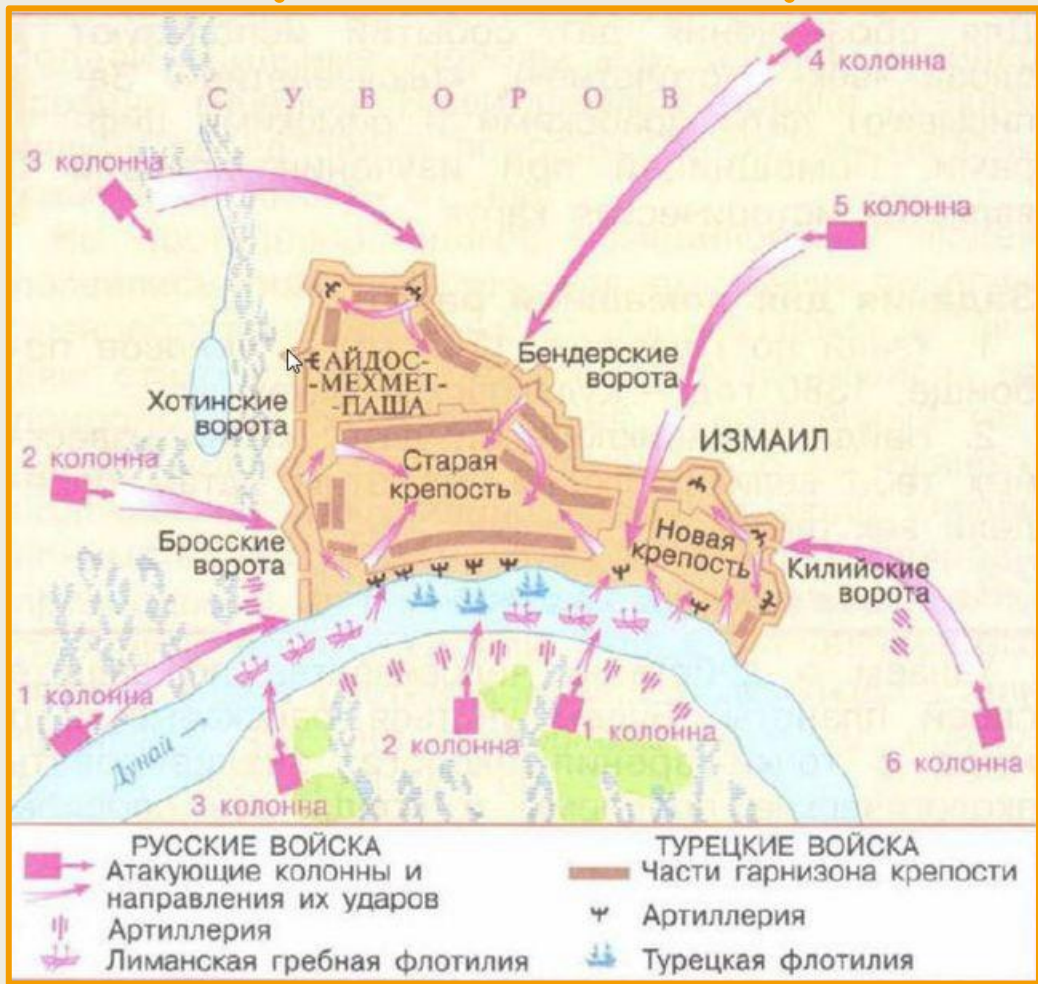 4 колонна
С У В О Р О В
3 колонна
5 колонна
АЙДОС-
-МЕХМЕТ-
-ПАША
Бендерские
ворота
Хотинские
ворота
ИЗМАИЛ
2 колонна
Старая
крепость
Новая
крепость
Бросские
ворота
Килийские
ворота
1 колонна
2 колонна
1 колонна
6 колонна
Дунай
3 колонна
РУССКИЕ ВОЙСКА
Атакующие колонны и
направления их ударов
Артиллерия
Лиманская гребная флотилия
ТУРЕЦКИЕ ВОЙСКА
Части гарнизона крепости
Артиллерия
Турецкая флотилия